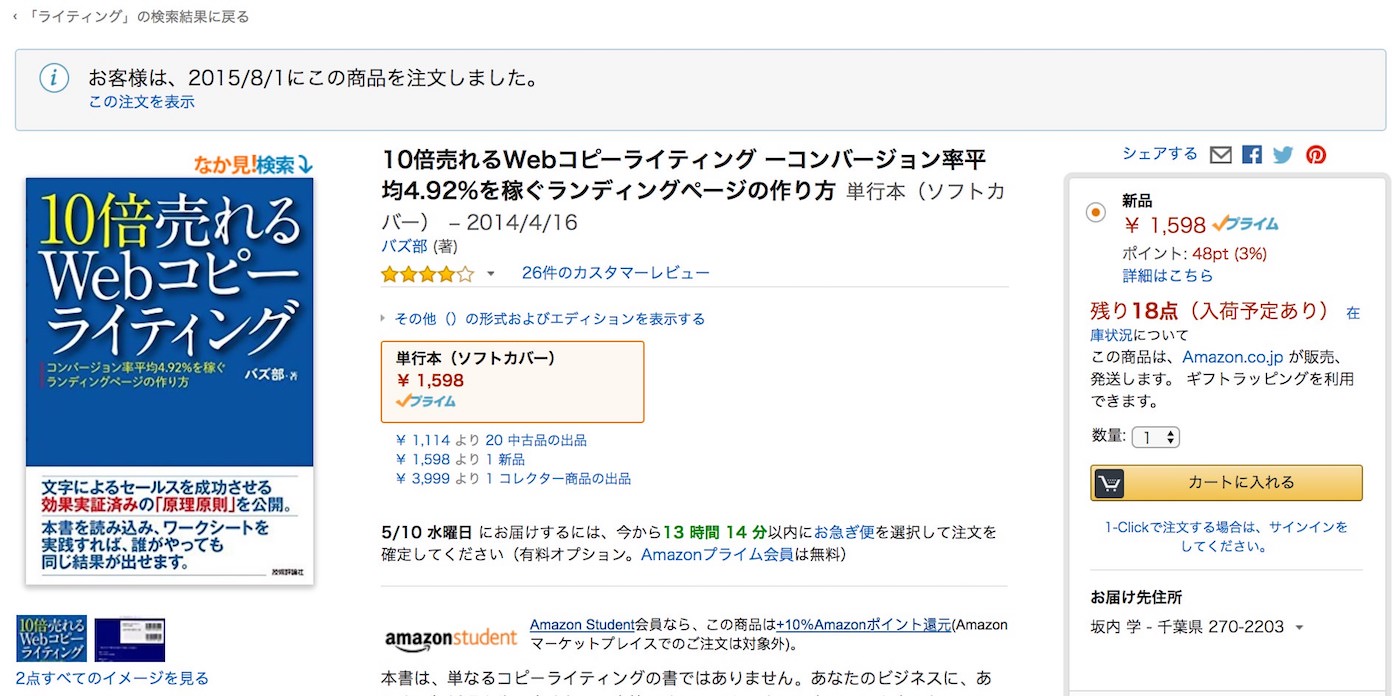 ‹ 「ライティング」の検索結果に戻る
i
お客様は、2015/8/1にこの商品を注文しました。
この注文を表示
なか見!検索
10倍売れる
Webコピー
ライティング
コンバージョン率平均4.92%を稼ぐ
ランディングページの作り方
バズ部・著
文字によるセールスを成功させる
効果実証済みの「原理原則」を公開。
本書を読み込み、ワークシートを
実践すれば、誰がやっても
同じ結果が出せます。
技術評論社
10倍売れる
Webコピー
ライティング
2点すべてのイメージを見る
10倍売れるWebコピーライティング ーコンバージョン率平
均4.92%を稼ぐランディングページの作り方 単行本（ソフトカ
バー） – 2014/4/16
バズ部 (著)
26件のカスタマーレビュー
その他（）の形式およびエディションを表示する
単行本（ソフトカバー）
￥ 1,598
プライム
￥ 1,114 より 20 中古品の出品
￥ 1,598 より 1 新品
￥ 3,999 より 1 コレクター商品の出品
5/10 水曜日 にお届けするには、今から13 時間 14 分以内にお急ぎ便を選択して注文を
確定してください（有料オプション。Amazonプライム会員は無料）
amazonstudent
Amazon Student会員なら、この商品は+10%Amazonポイント還元(Amazon
マーケットプレイスでのご注文は対象外)。
本書は、単なるコピーライティングの書ではありません。あなたのビジネスに、あ
シェアする
新品
￥ 1,598 プライム
ポイント: 48pt (3%)
詳細はこちら
残り18点（入荷予定あり） 在
庫状況について
この商品は、Amazon.co.jp が販売、
発送します。 ギフトラッピングを利用
できます。
数量: 1
カートに入れる
1-Clickで注文する場合は、サインインを
してください。
お届け先住所
坂内 学 - 千葉県 270-2203